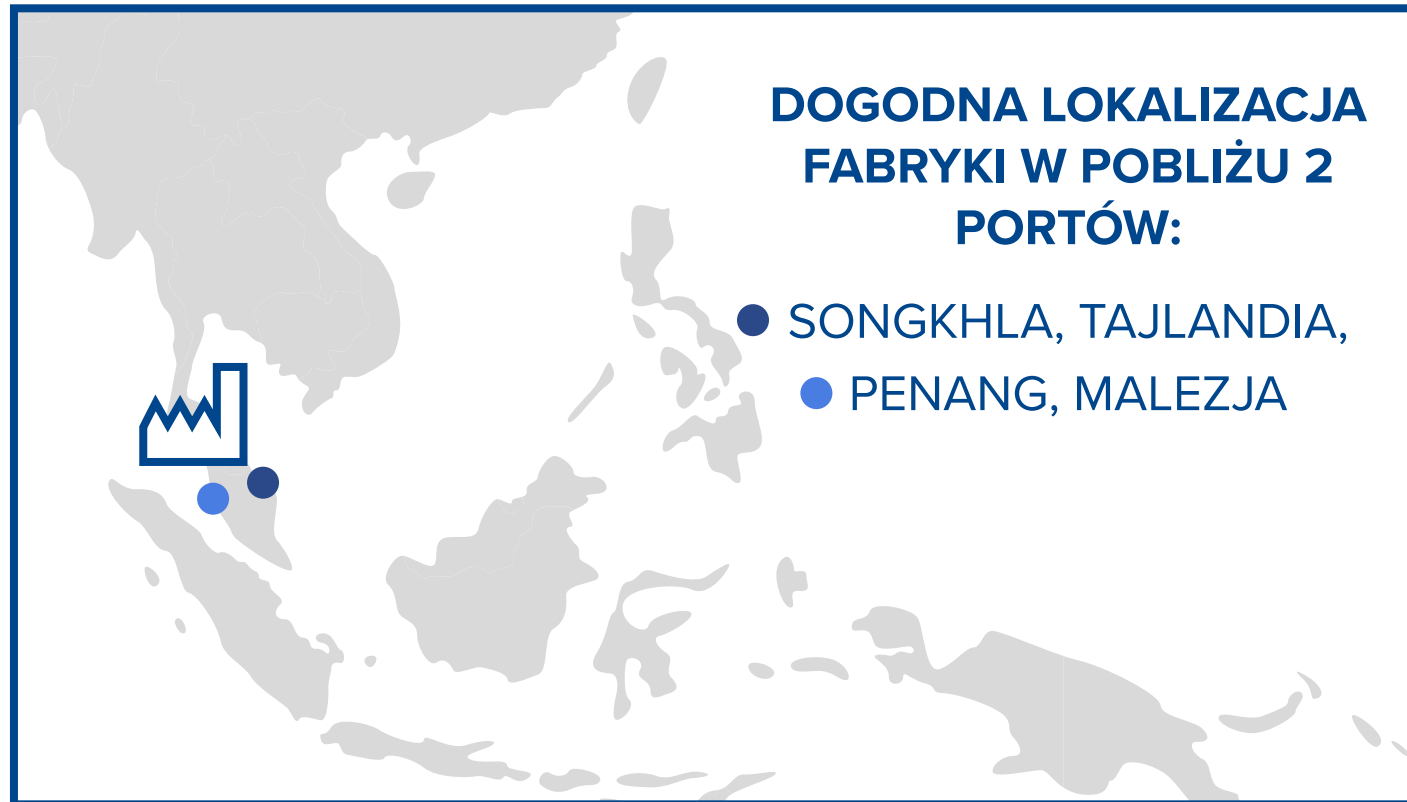 DOGODNA LOKALIZACJA
FABRYKI W POBLIŻU 2
PORTÓW:
SONGKHLA, TAJLANDIA,
PENANG, MALEZJA